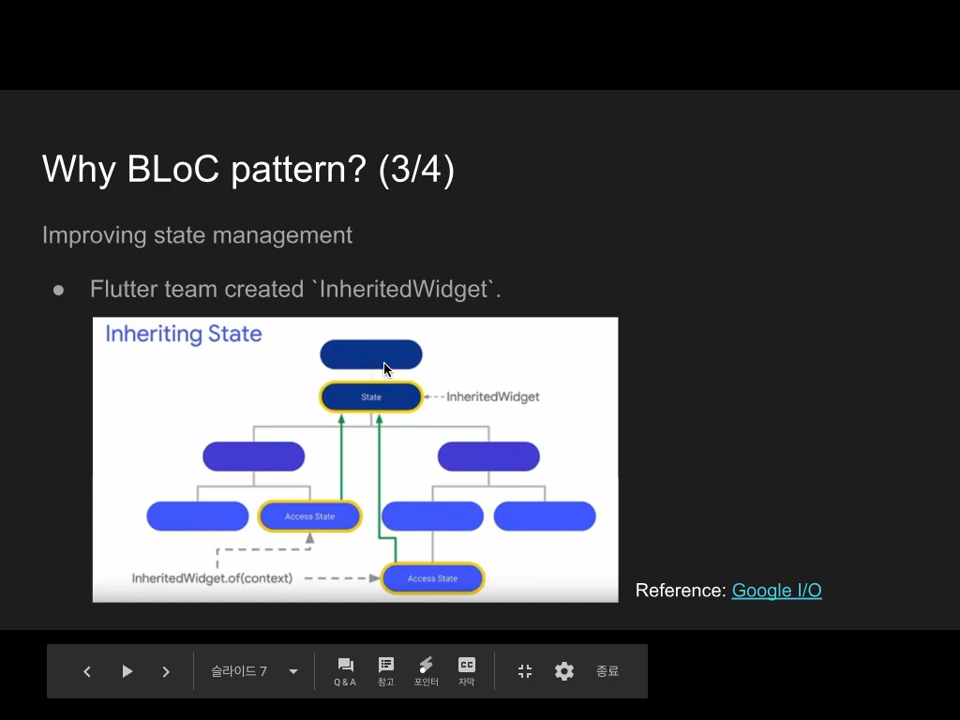 Why BLoC pattern? (3/4)
Improving state management
● Flutter team created `InheritedWidget`.
Inheriting State
State
InheritedWidget
Access State
InheritedWidget.of(context)
Access State
Reference: Google I/O
슬라이드 7
Q & A
참고
포인터
자막
종료